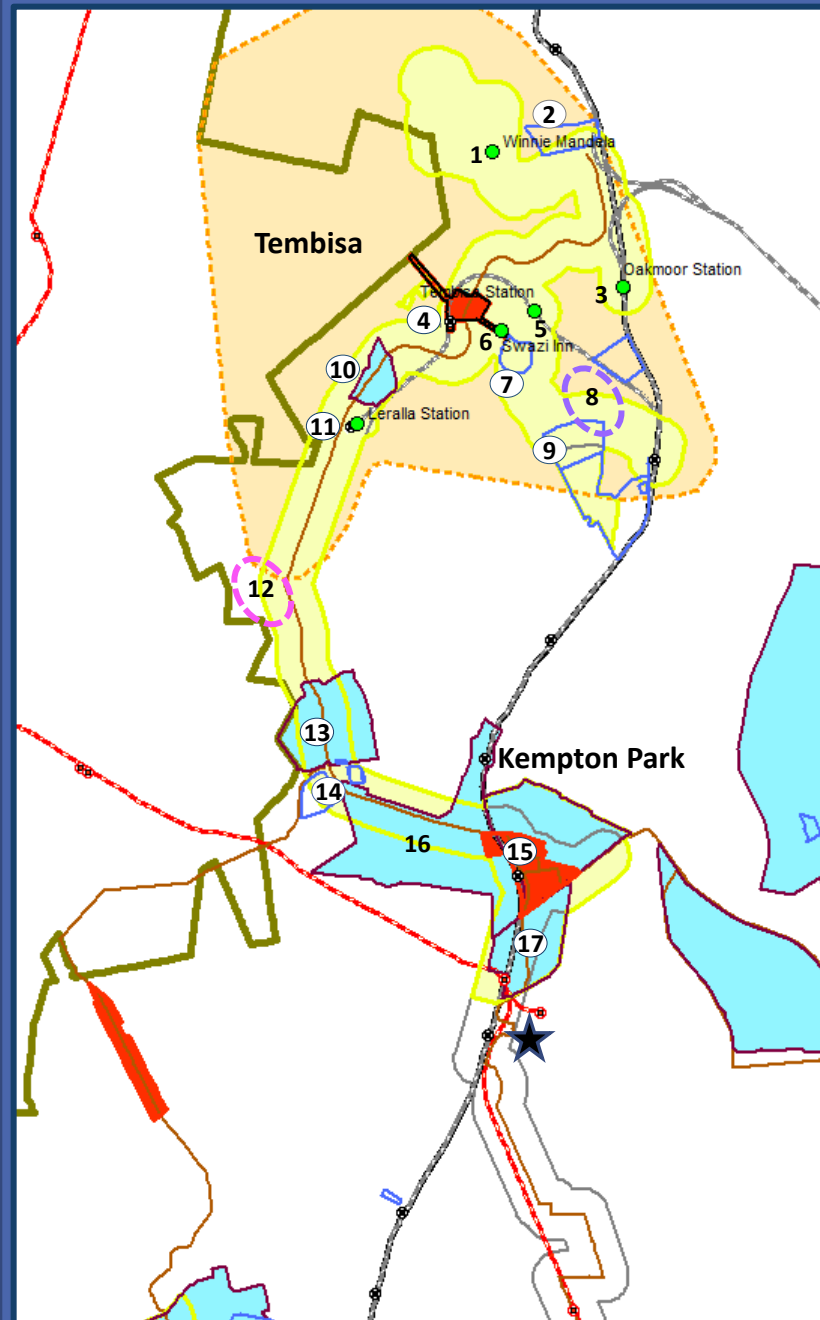 2
Winnie Mandela
1
Tembisa
Oakmoor Station
3
Tembisa Station
4
5
6
Swazi Inn
10
7
8
Leralla Station
11
9
12
13
Kempton Park
14
16
15
17